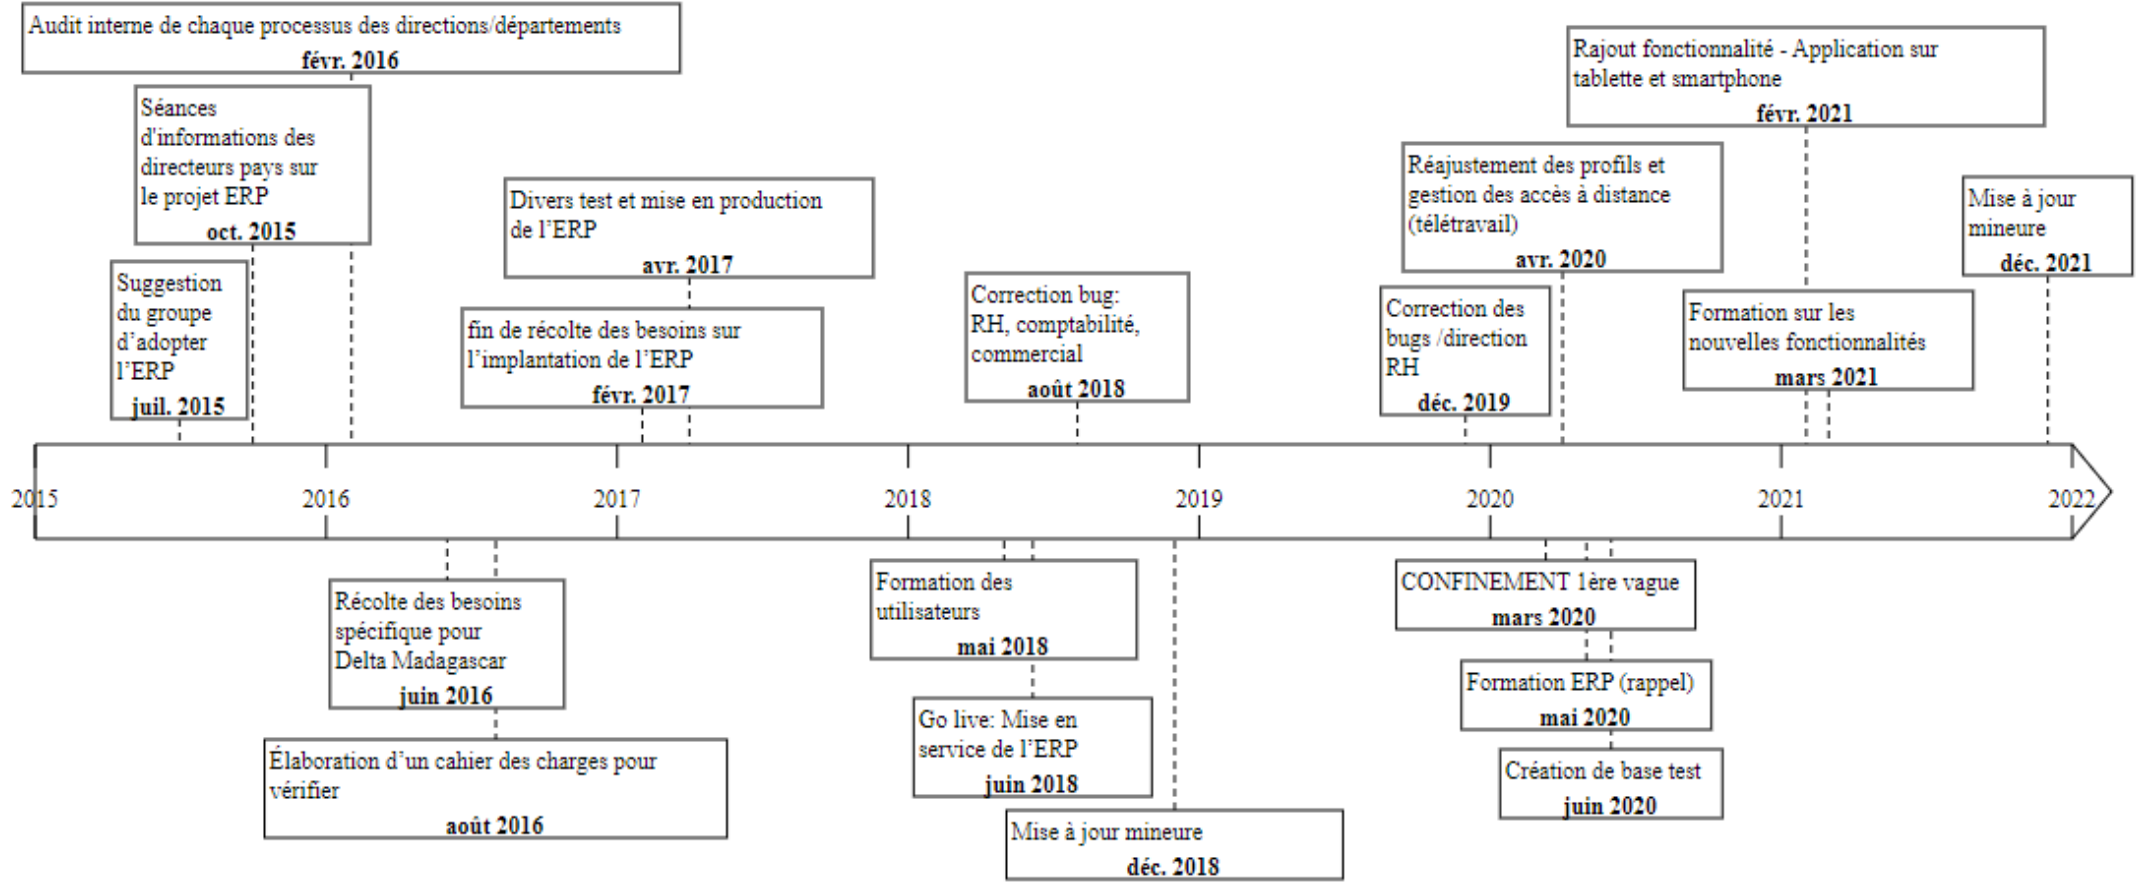 Audit interne de chaque processus des directions/départements
févr. 2016
Séances
d'informations des
directeurs pays sur
le projet ERP
oct. 2015
Suggestion
du groupe
d’adopter
l’ERP
juil. 2015
Divers test et mise en production
de l’ERP
avr. 2017
fin de récolte des besoins sur
l’implantation de l’ERP
févr. 2017
Correction bug:
RH, comptabilité,
commercial
août 2018
Rajout fonctionnalité - Application sur
tablette et smartphone
févr. 2021
Réajustement des profils et
gestion des accès à distance
(télétravail)
avr. 2020
Correction des
bugs /direction
RH
déc. 2019
Formation sur les
nouvelles fonctionnalités
mars 2021
Mise à jour
mineure
déc. 2021
2015
2016
2017
2018
2019
2020
2021
2022
Récolte des besoins
spécifique pour
Delta Madagascar
juin 2016
Élaboration d’un cahier des charges pour
vérifier
août 2016
Formation des
utilisateurs
mai 2018
Go live: Mise en
service de l’ERP
juin 2018
Mise à jour mineure
déc. 2018
CONFINEMENT 1ère vague
mars 2020
Formation ERP (rappel)
mai 2020
Création de base test
juin 2020